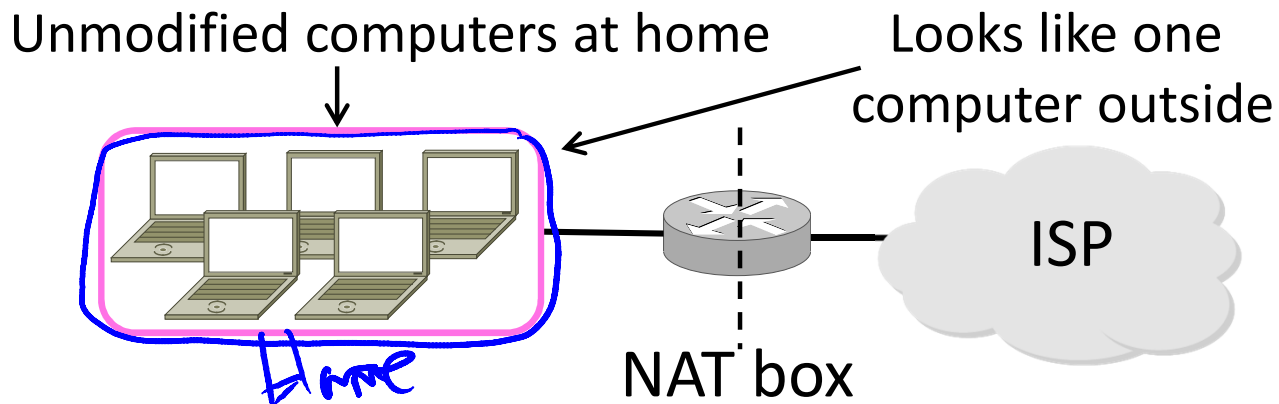 Unmodified computers at home
Looks like one
computer outside
ISP
NAT box
Home